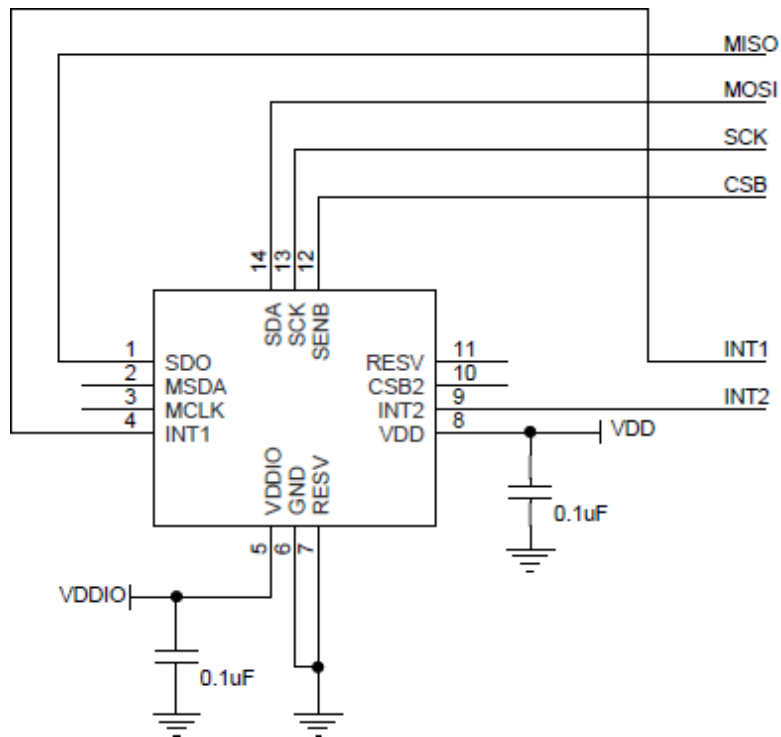 MISO
MOSI
SCK
CSB
14
13
12
SDA
SCK
SENB
1
SDO
RESV
11
2
MSDA
CSB2
10
3
MCLK
INT2
9
4
INT1
VDD
8
INT1
INT2
VDD
VDDIO
GND
RESV
5
6
7
0.1uF
VDDIO
0.1uF